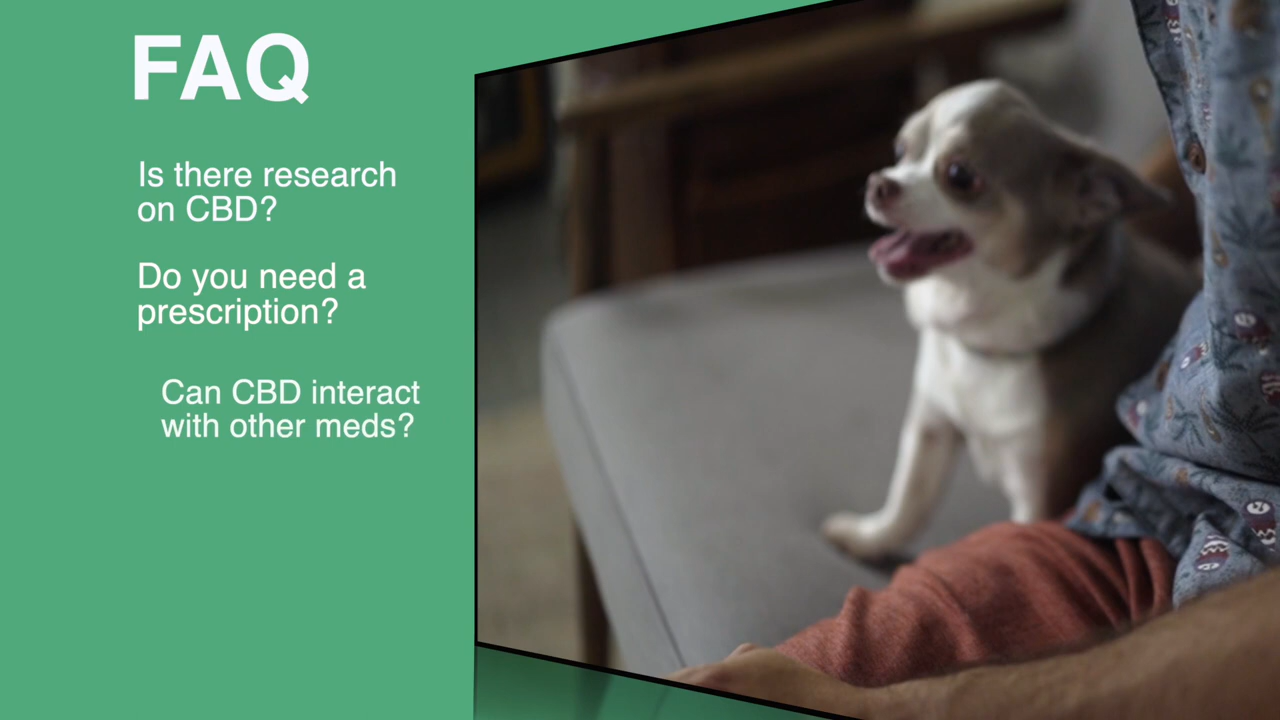 FAQ
Is there research
on CBD?
Do you need a
prescription?
Can CBD interact
with other meds?